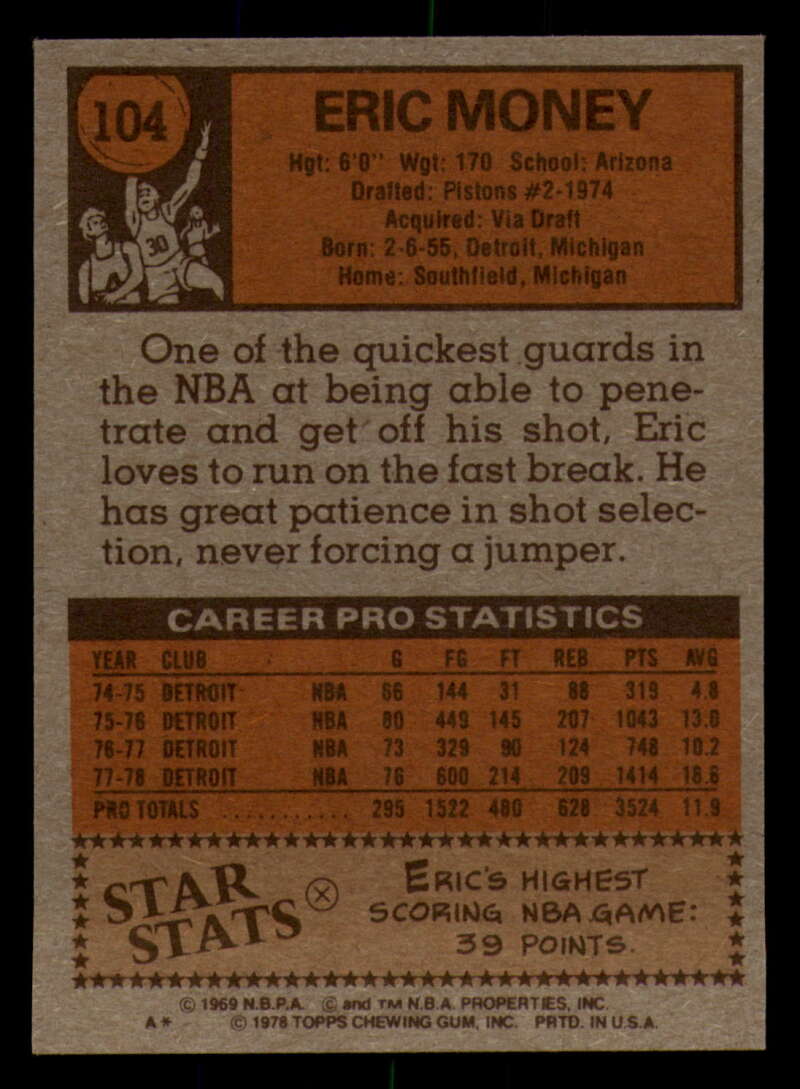 104
ERIC MONEY
Hgt: 6'0" Wgt: 170 School: Arizona
Drafted: Pistons #2-1974
Acquired: Via Draft
Born: 2-6-55, Detroit, Michigan
Home: Southfield, Michigan
30
One of the quickest guards in
the NBA at being able to pene-
trate and get off his shot, Eric
loves to run on the fast break. He
has great patience in shot selec-
tion, never forcing a jumper.
CAREER PRO STATISTICS
YEAR CLUB G FG FT REB PTS AVG
74-75 DETROIT NBA 66 144 31 88 319 4.8
75-76 DETROIT NBA 80 449 145 207 1043 13.0
76-77 DETROIT NBA 73 329 90 124 748 10.2
77-78 DETROIT NBA 76 600 214 209 1414 18.6
PRO TOTALS ........... 295 1522 480 628 3524 11.9
STAR STATS
ERIC'S HIGHEST
SCORING NBA GAME:
39 POINTS.
© 1969 N.B.P.A. © and TM N.B.A. PROPERTIES, INC.
A* © 1978 TOPPS CHEWING GUM, INC. PRTD. IN U.S.A.